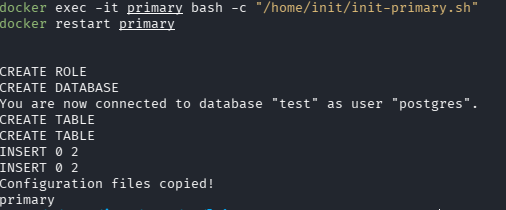 docker exec -it primary bash -c "/home/init/init-primary.sh"
docker restart primary
CREATE ROLE
CREATE DATABASE
You are now connected to database "test" as user "postgres".
CREATE TABLE
CREATE TABLE
INSERT 0 2
INSERT 0 2
Configuration files copied!
primary